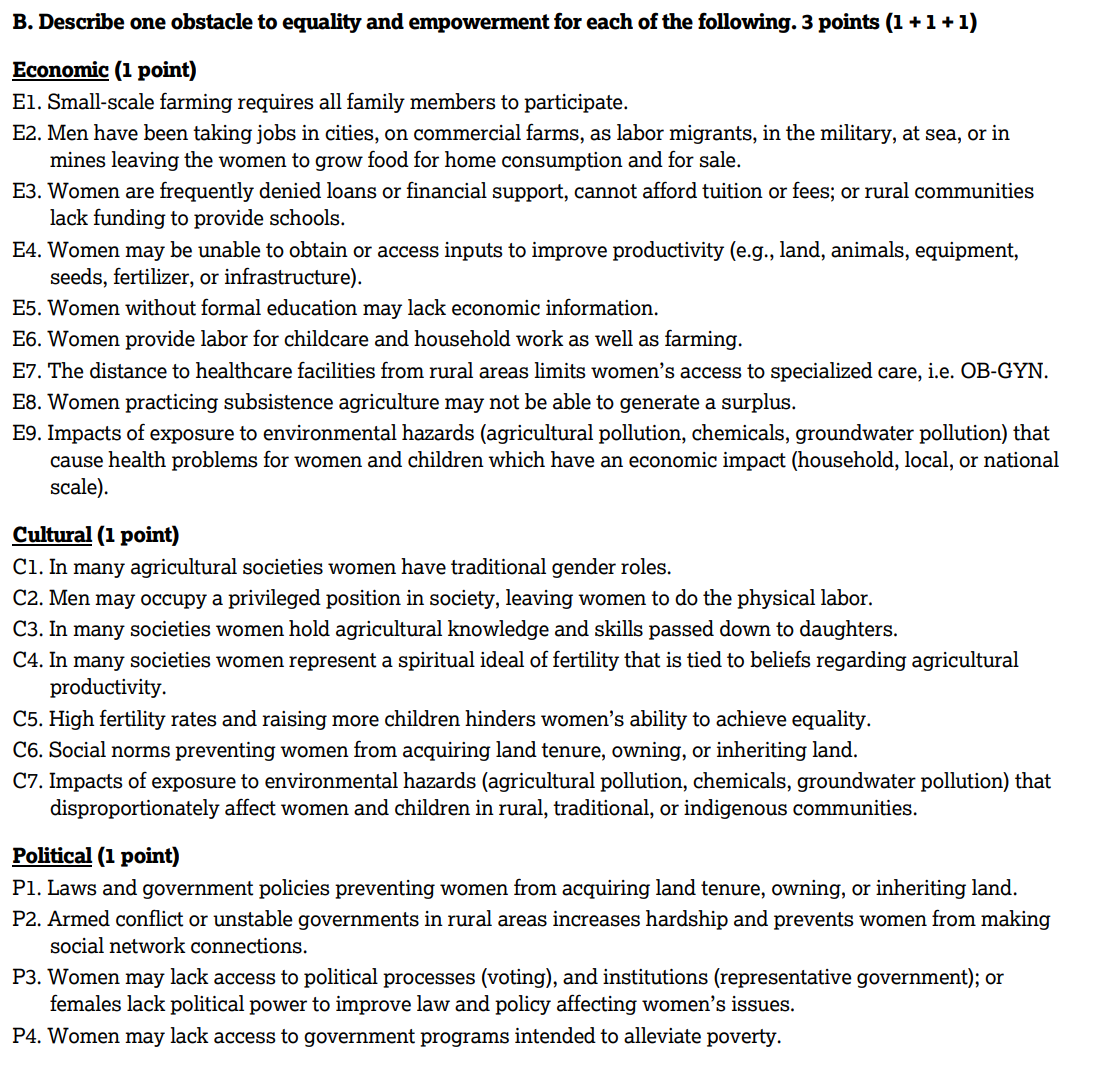 B. Describe one obstacle to equality and empowerment for each of the following. 3 points (1 + 1 + 1)
Economic (1 point)
E1. Small-scale farming requires all family members to participate.
E2. Men have been taking jobs in cities, on commercial farms, as labor migrants, in the military, at sea, or in
mines leaving the women to grow food for home consumption and for sale.
E3. Women are frequently denied loans or financial support, cannot afford tuition or fees; or rural communities
lack funding to provide schools.
E4. Women may be unable to obtain or access inputs to improve productivity (e.g., land, animals, equipment,
seeds, fertilizer, or infrastructure).
E5. Women without formal education may lack economic information.
E6. Women provide labor for childcare and household work as well as farming.
E7. The distance to healthcare facilities from rural areas limits women's access to specialized care, i.e. OB-GYN.
E8. Women practicing subsistence agriculture may not be able to generate a surplus.
E9. Impacts of exposure to environmental hazards (agricultural pollution, chemicals, groundwater pollution) that
cause health problems for women and children which have an economic impact (household, local, or national
scale).
Cultural (1 point)
C1. In many agricultural societies women have traditional gender roles.
C2. Men may occupy a privileged position in society, leaving women to do the physical labor.
C3. In many societies women hold agricultural knowledge and skills passed down to daughters.
C4. In many societies women represent a spiritual ideal of fertility that is tied to beliefs regarding agricultural
productivity.
C5. High fertility rates and raising more children hinders women's ability to achieve equality.
C6. Social norms preventing women from acquiring land tenure, owning, or inheriting land.
C7. Impacts of exposure to environmental hazards (agricultural pollution, chemicals, groundwater pollution) that
disproportionately affect women and children in rural, traditional, or indigenous communities.
Political (1 point)
P1. Laws and government policies preventing women from acquiring land tenure, owning, or inheriting land.
P2. Armed conflict or unstable governments in rural areas increases hardship and prevents women from making
social network connections.
P3. Women may lack access to political processes (voting), and institutions (representative government); or
females lack political power to improve law and policy affecting women's issues.
P4. Women may lack access to government programs intended to alleviate poverty.